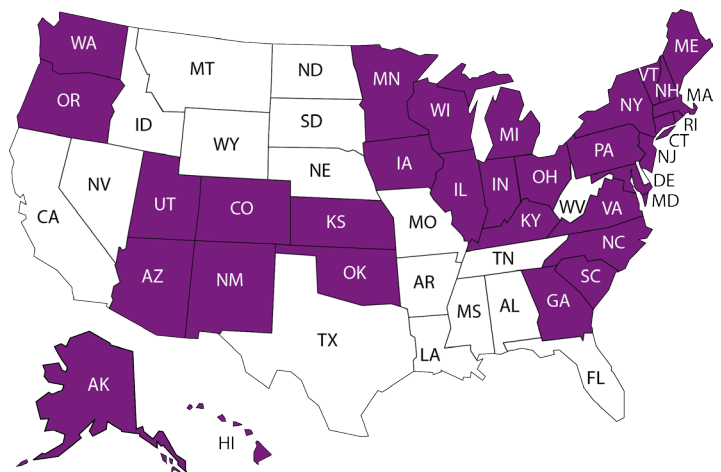 WA
MT
ND
MN
ME
VT
NH
MA
OR
ID
SD
WI
NY
RI
CT
WY
MI
PA
NJ
NE
IA
DE
MD
NV
UT
CO
IL
IN
OH
WV
VA
CA
KS
MO
KY
NC
AZ
NM
OK
AR
TN
SC
TX
MS
AL
GA
LA
AK
FL
HI